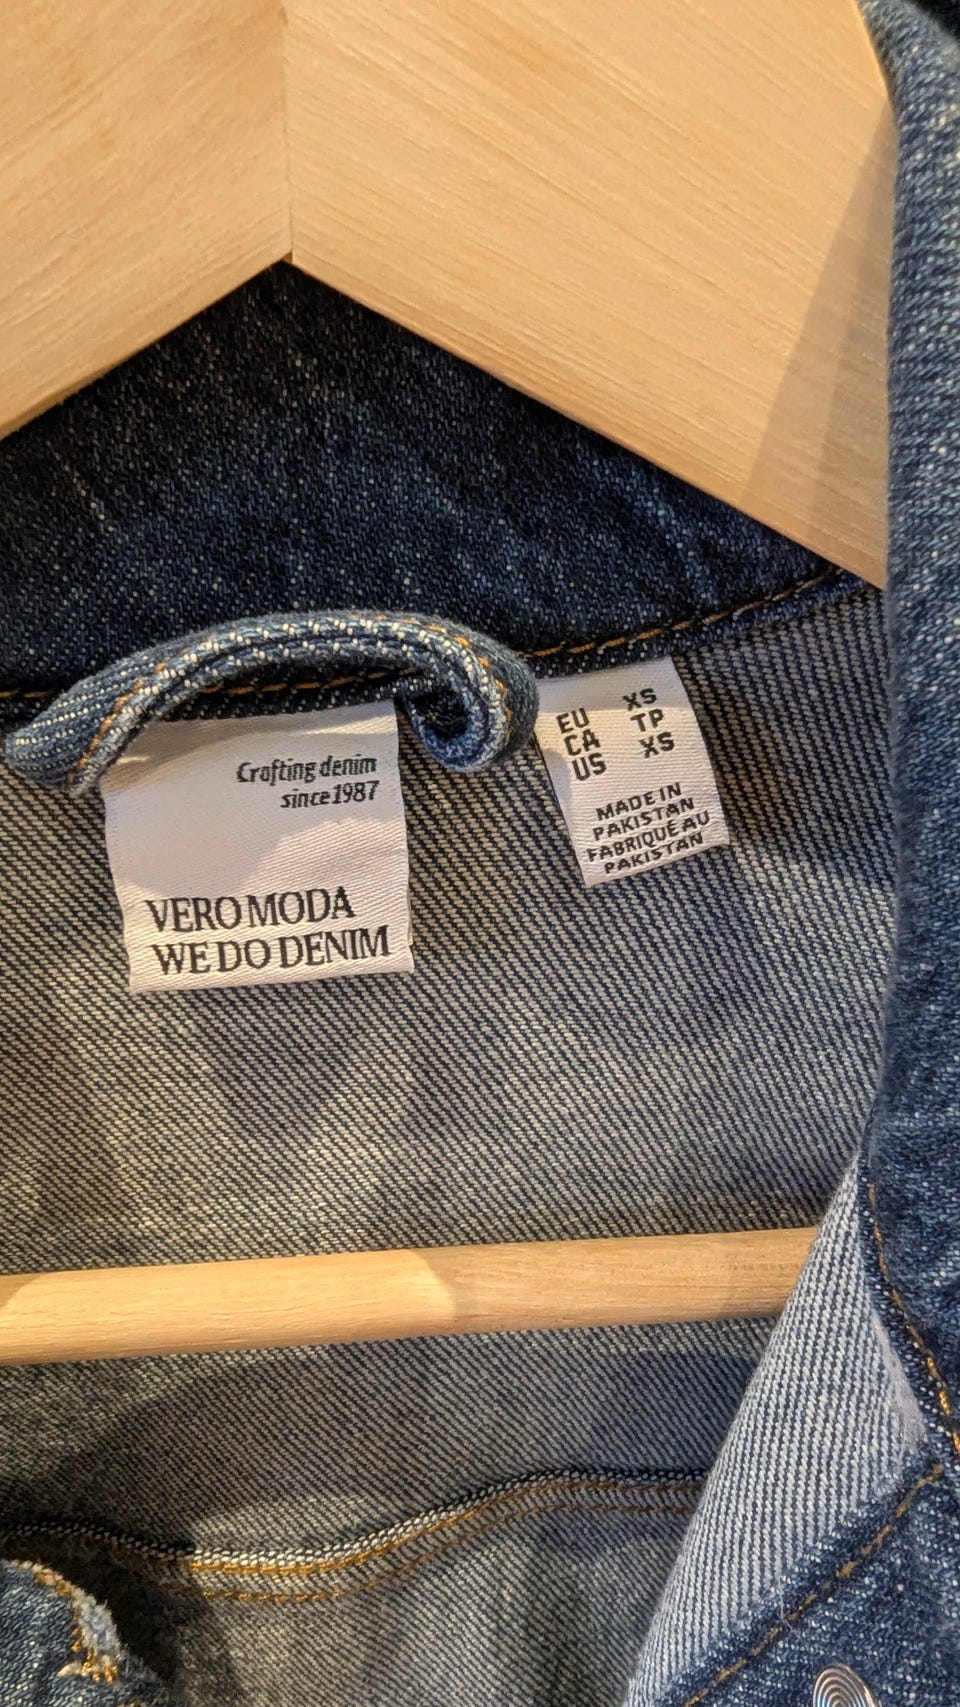 Crafting denim
since 1987
VERO MODA
WE DO DENIM
EU XS
CA TP
US XS
MADE IN
PAKISTAN
FABRIQUÉ AU
PAKISTAN